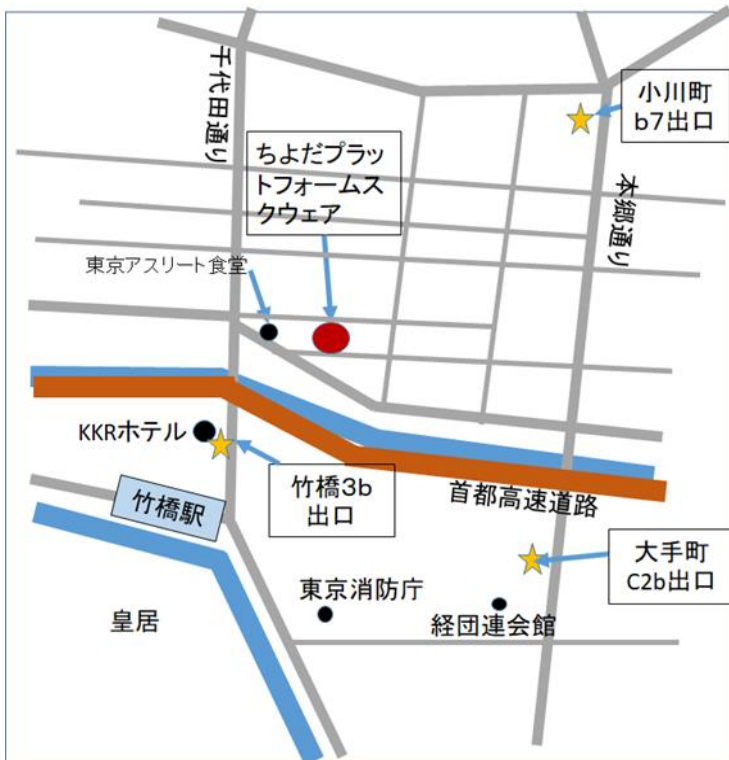 千代田通り
小川町
b7出口
ちよだプラッ
トフォームス
クウェア
本郷通り
東京アスリート食堂
KKRホテル
竹橋3b
出口
竹橋駅
首都高速道路
大手町
C2b出口
東京消防庁
皇居
経団連会館